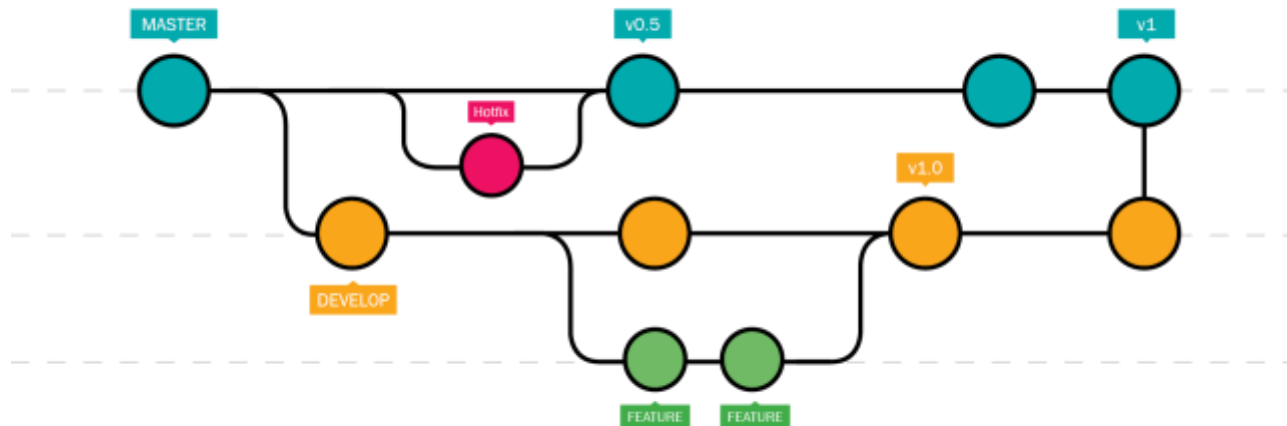 MASTER
v0.5
v1
Hotfix
v1.0
DEVELOP
FEATURE
FEATURE